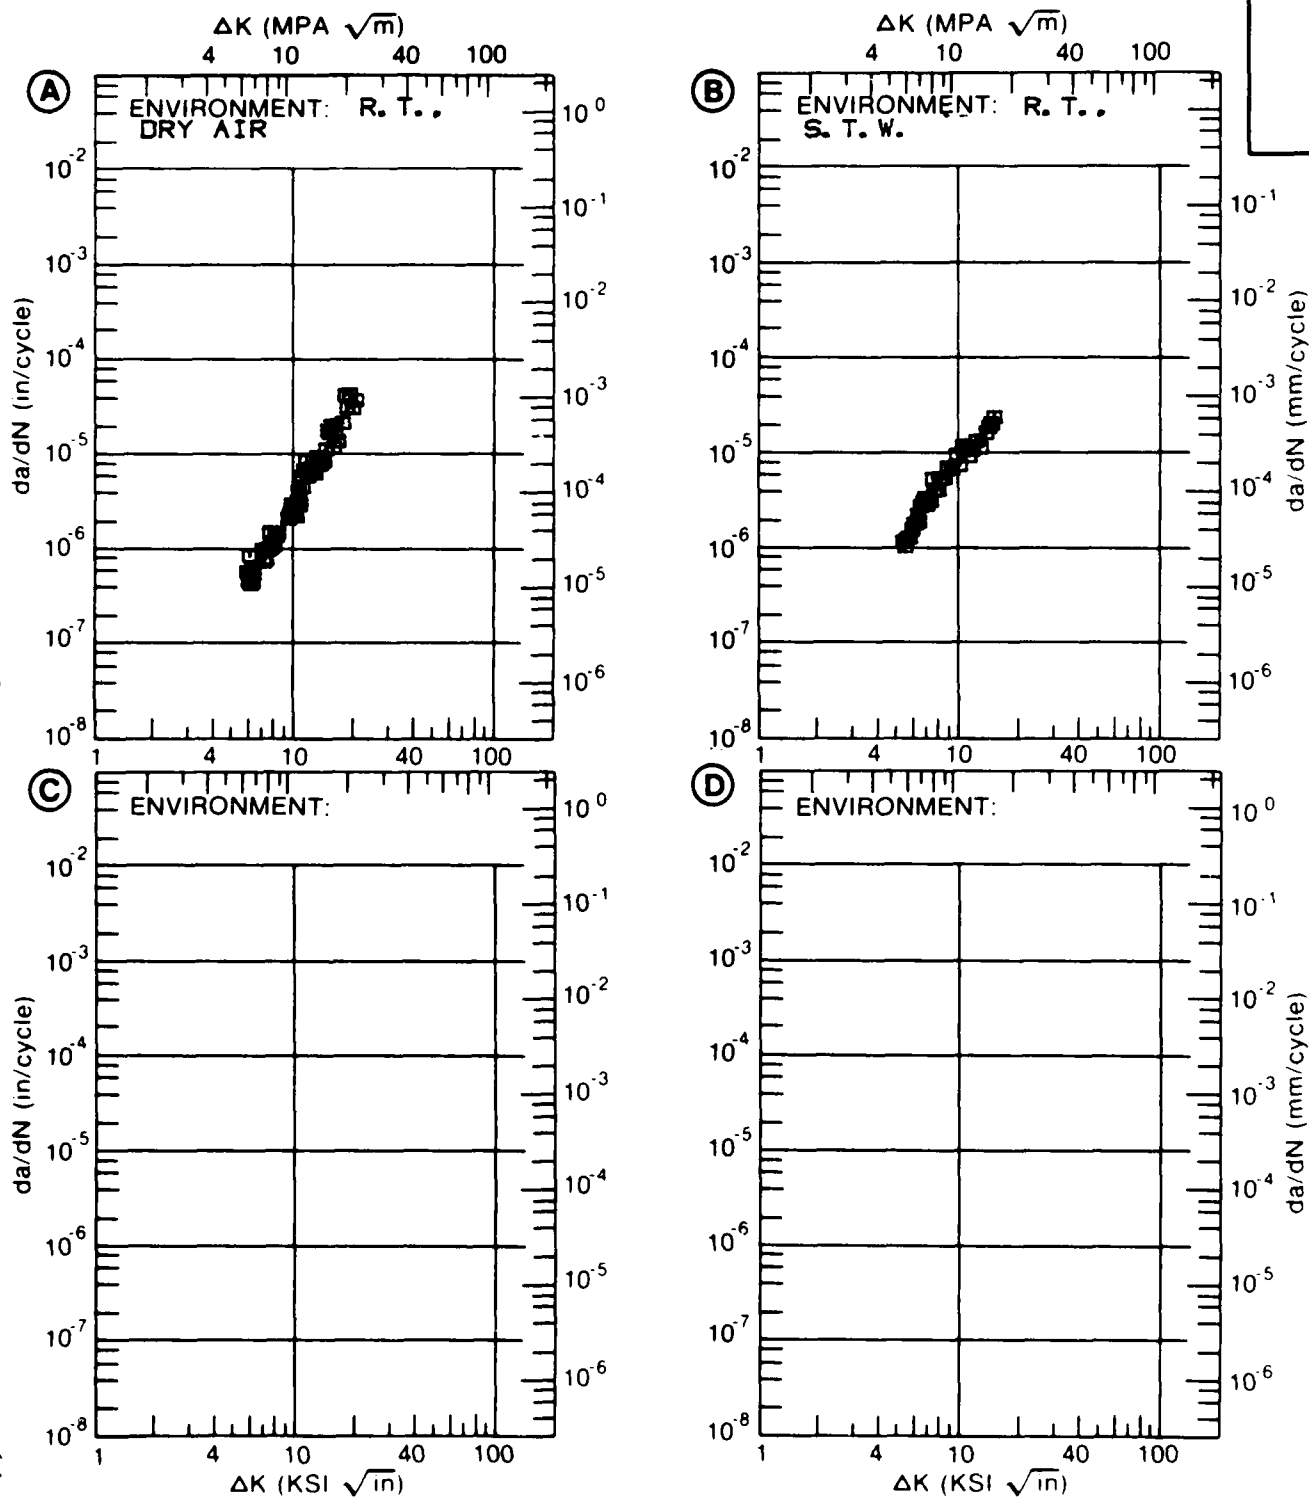 ΔK (MPA √m)
4 10 40 100
A
ENVIRONMENT: R. T.,
DRY AIR
10^-2
10^-3
10^-4
10^-5
10^-6
10^-7
10^-8
da/dN (in/cycle)
10^0
10^-1
10^-2
10^-3
10^-4
10^-5
10^-6
1 4 10 40 100
ΔK (MPA √m)
4 10 40 100
B
ENVIRONMENT: R. T.,
S. T. W.
10^-2
10^-3
10^-4
10^-5
10^-6
10^-7
10^-8
10^-1
10^-2
10^-3
10^-4
10^-5
10^-6
da/dN (mm/cycle)
1 4 10 40 100
C
ENVIRONMENT:
10^-2
10^-3
10^-4
10^-5
10^-6
10^-7
10^-8
da/dN (in/cycle)
10^0
10^-1
10^-2
10^-3
10^-4
10^-5
10^-6
1 4 10 40 100
ΔK (KSI √in)
D
ENVIRONMENT:
10^-2
10^-3
10^-4
10^-5
10^-6
10^-7
10^-8
10^0
10^-1
10^-2
10^-3
10^-4
10^-5
10^-6
da/dN (mm/cycle)
1 4 10 40 100
ΔK (KSI √in)